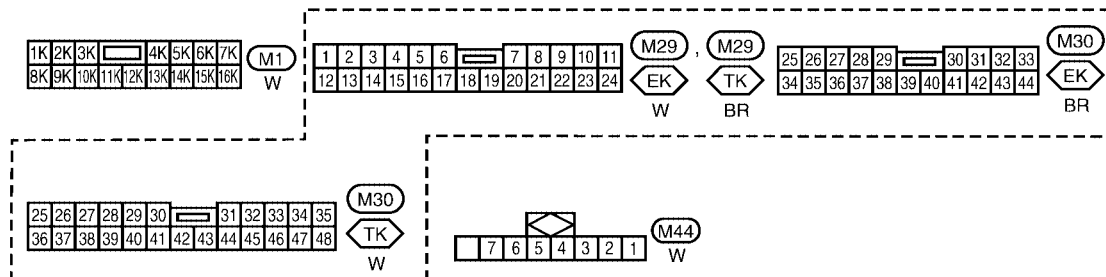 1K 2K 3K 4K 5K 6K 7K
8K 9K 10K 11K 12K 13K 14K 15K 16K
M1
W
1 2 3 4 5 6 7 8 9 10 11
12 13 14 15 16 17 18 19 20 21 22 23 24
M29 , M29
EK TK
W BR
25 26 27 28 29 30 31 32 33
34 35 36 37 38 39 40 41 42 43 44
M30
EK
BR
25 26 27 28 29 30 31 32 33 34 35
36 37 38 39 40 41 42 43 44 45 46 47 48
M30
TK
W
7 6 5 4 3 2 1
M44
W